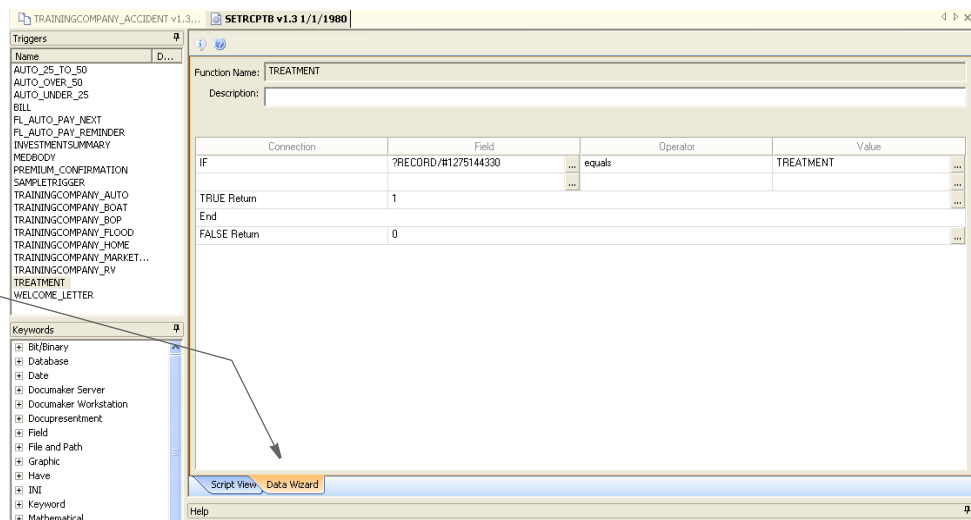 TRAININGCOMPANY_ACCIDENT v1.3... SETRCPTB v1.3 1/1/1980
Triggers
Name D...
AUTO_25_TO_50
AUTO_OVER_50
AUTO_UNDER_25
BILL
FL_AUTO_PAY_NEXT
FL_AUTO_PAY_REMINDER
INVESTMENTSUMMARY
MEDBODY
PREMIUM_CONFIRMATION
SAMPLETRIGGER
TRAININGCOMPANY_AUTO
TRAININGCOMPANY_BOAT
TRAININGCOMPANY_BOP
TRAININGCOMPANY_FLOOD
TRAININGCOMPANY_HOME
TRAININGCOMPANY_MARKET...
TRAININGCOMPANY_RV
TREATMENT
WELCOME_LETTER
Keywords
Bit/Binary
Database
Date
Documaker Server
Documaker Workstation
Docupresentment
Field
File and Path
Graphic
Have
INI
Keyword
Mathematical
Function Name: TREATMENT
Description:
Connection Field Operator Value
IF ?RECORD/#1275144330 ... equals TREATMENT ...
... ...
TRUE Return 1 ...
End
FALSE Return 0 ...
Script View Data Wizard
Help